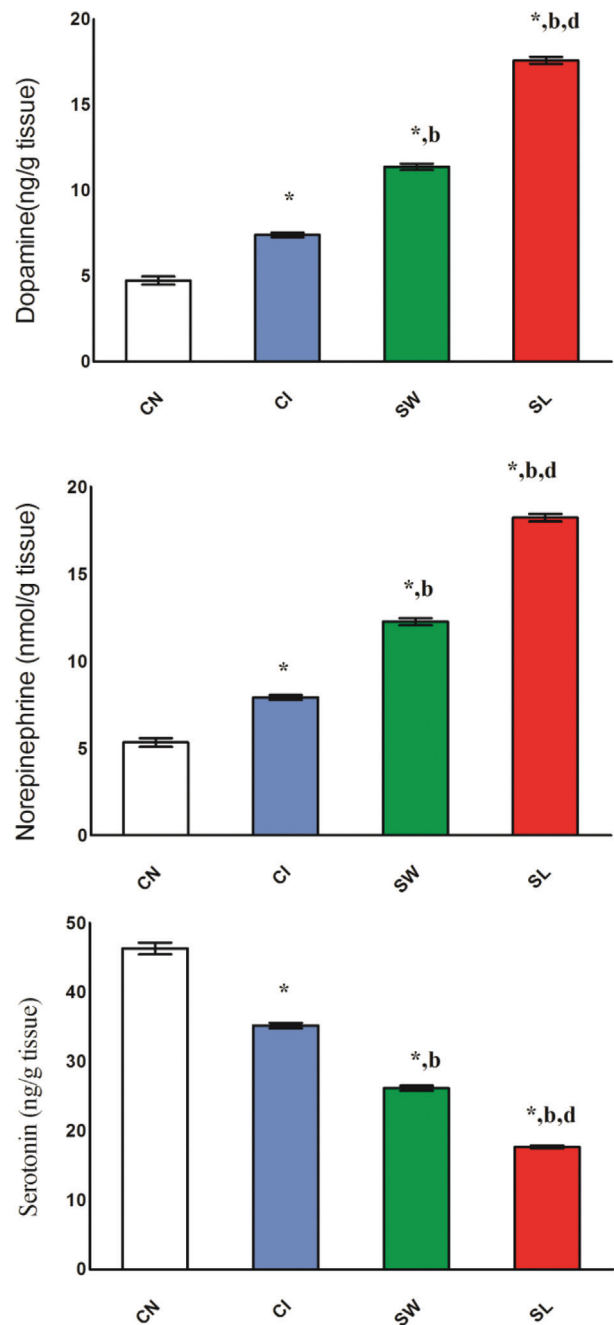 Dopamine(ng/g tissue)
20
15
10
5
0
*
*,b
*,b,d
CN
CI
SW
SL
Norepinephrine (nmol/g tissue)
20
15
10
5
0
*
*,b
*,b,d
CN
CI
SW
SL
Serotonin (ng/g tissue)
50
40
30
20
10
0
*
*,b
*,b,d
CN
CI
SW
SL